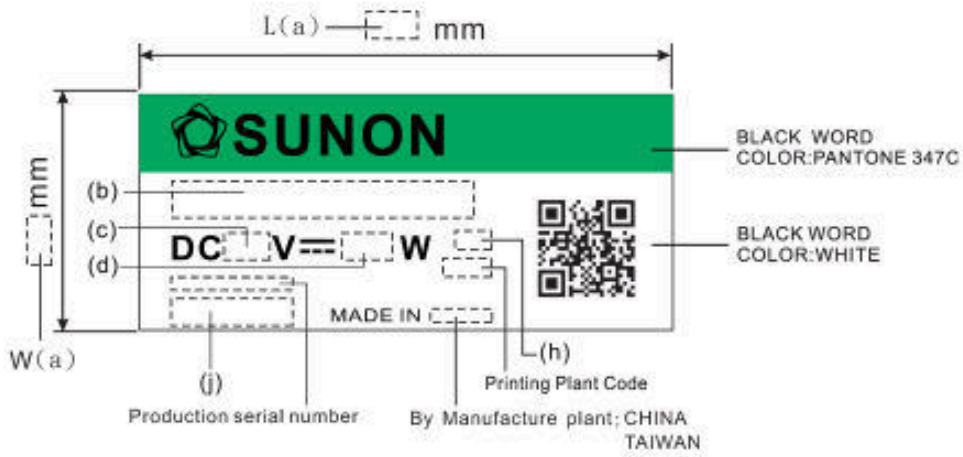 L(a) mm
SUNON
BLACK WORD
COLOR:PANTONE 347C
mm
W(a)
(b)
(c)
(d)
DC V⎓ W
BLACK WORD
COLOR:WHITE
MADE IN
(h)
(j)
Printing Plant Code
Production serial number
By Manufacture plant; CHINA
TAIWAN